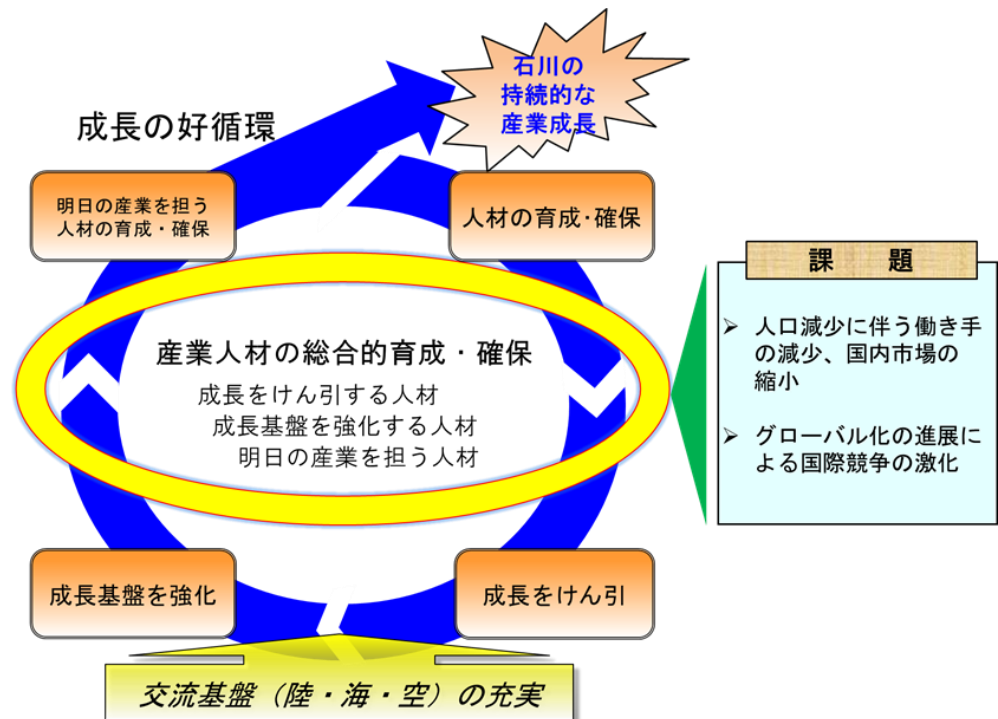 石川の
持続的な
産業成長
成長の好循環
明日の産業を担う
人材の育成・確保
人材の育成・確保
課　題
➢ 人口減少に伴う働き手
の減少、国内市場の
縮小
➢ グローバル化の進展に
よる国際競争の激化
産業人材の総合的育成・確保
成長をけん引する人材
成長基盤を強化する人材
明日の産業を担う人材
成長基盤を強化
成長をけん引
交流基盤（陸・海・空）の充実